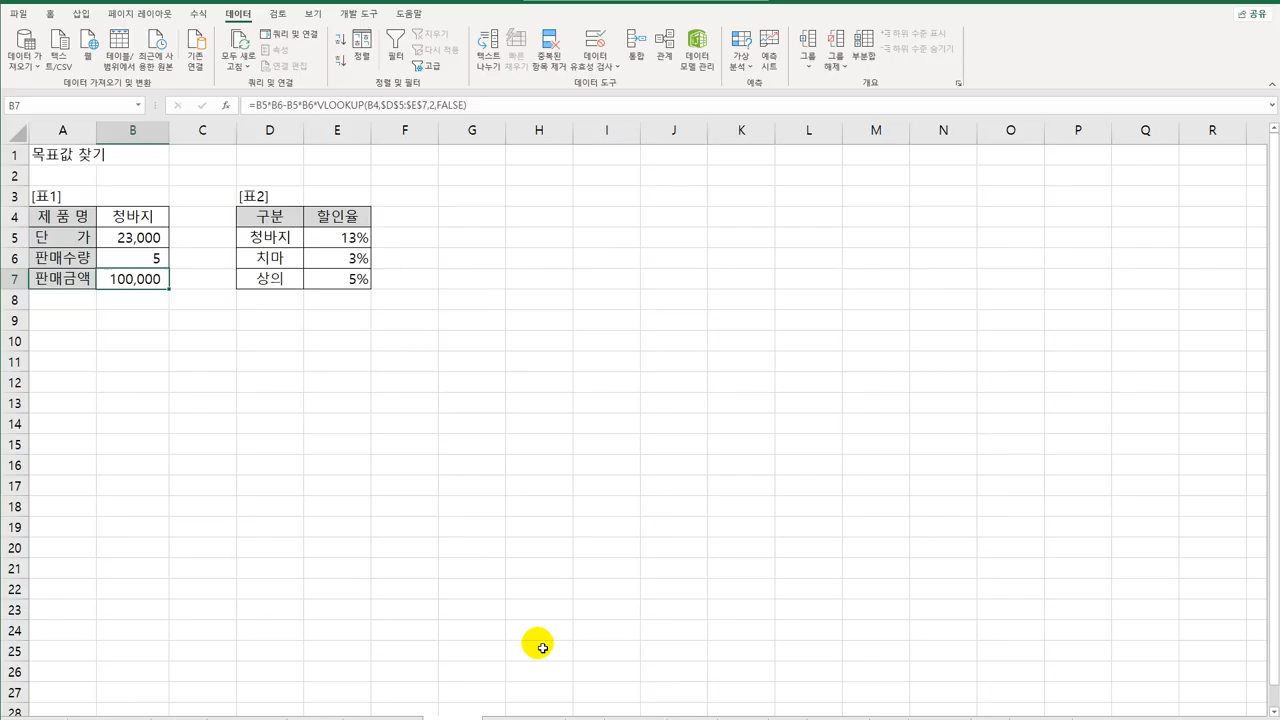 파일 홈 삽입 페이지 레이아웃 수식 데이터 검토 보기 개발 도구 도움말 공유
데이터 가져오기 텍스트/CSV 웹 테이블/범위에서 최근에 사용한 원본 기존 연결 모두 새로 고침 쿼리 및 연결 속성 연결 편집 정렬 필터 지우기 다시 적용 고급 텍스트 나누기 빠른 채우기 중복된 항목 제거 데이터 유효성 검사 통합 관계 데이터 모델 관리 가상 분석 예측 시트 그룹 그룹 해제 부분합 하위 수준 표시 하위 수준 숨기기
데이터 가져오기 및 변환 쿼리 및 연결 정렬 및 필터 데이터 도구 예측 개요
B7 fx =B5*B6-B5*B6*VLOOKUP(B4,$D$5:$E$7,2,FALSE)
A B C D E F G H I J K L M N O P Q R
1 목표값 찾기
2
3 [표1] [표2]
4 제 품 명 청바지 구분 할인율
5 단 가 23,000 청바지 13%
6 판매수량 5 치마 3%
7 판매금액 100,000 상의 5%
8
9
10
11
12
13
14
15
16
17
18
19
20
21
22
23
24
25
26
27
28